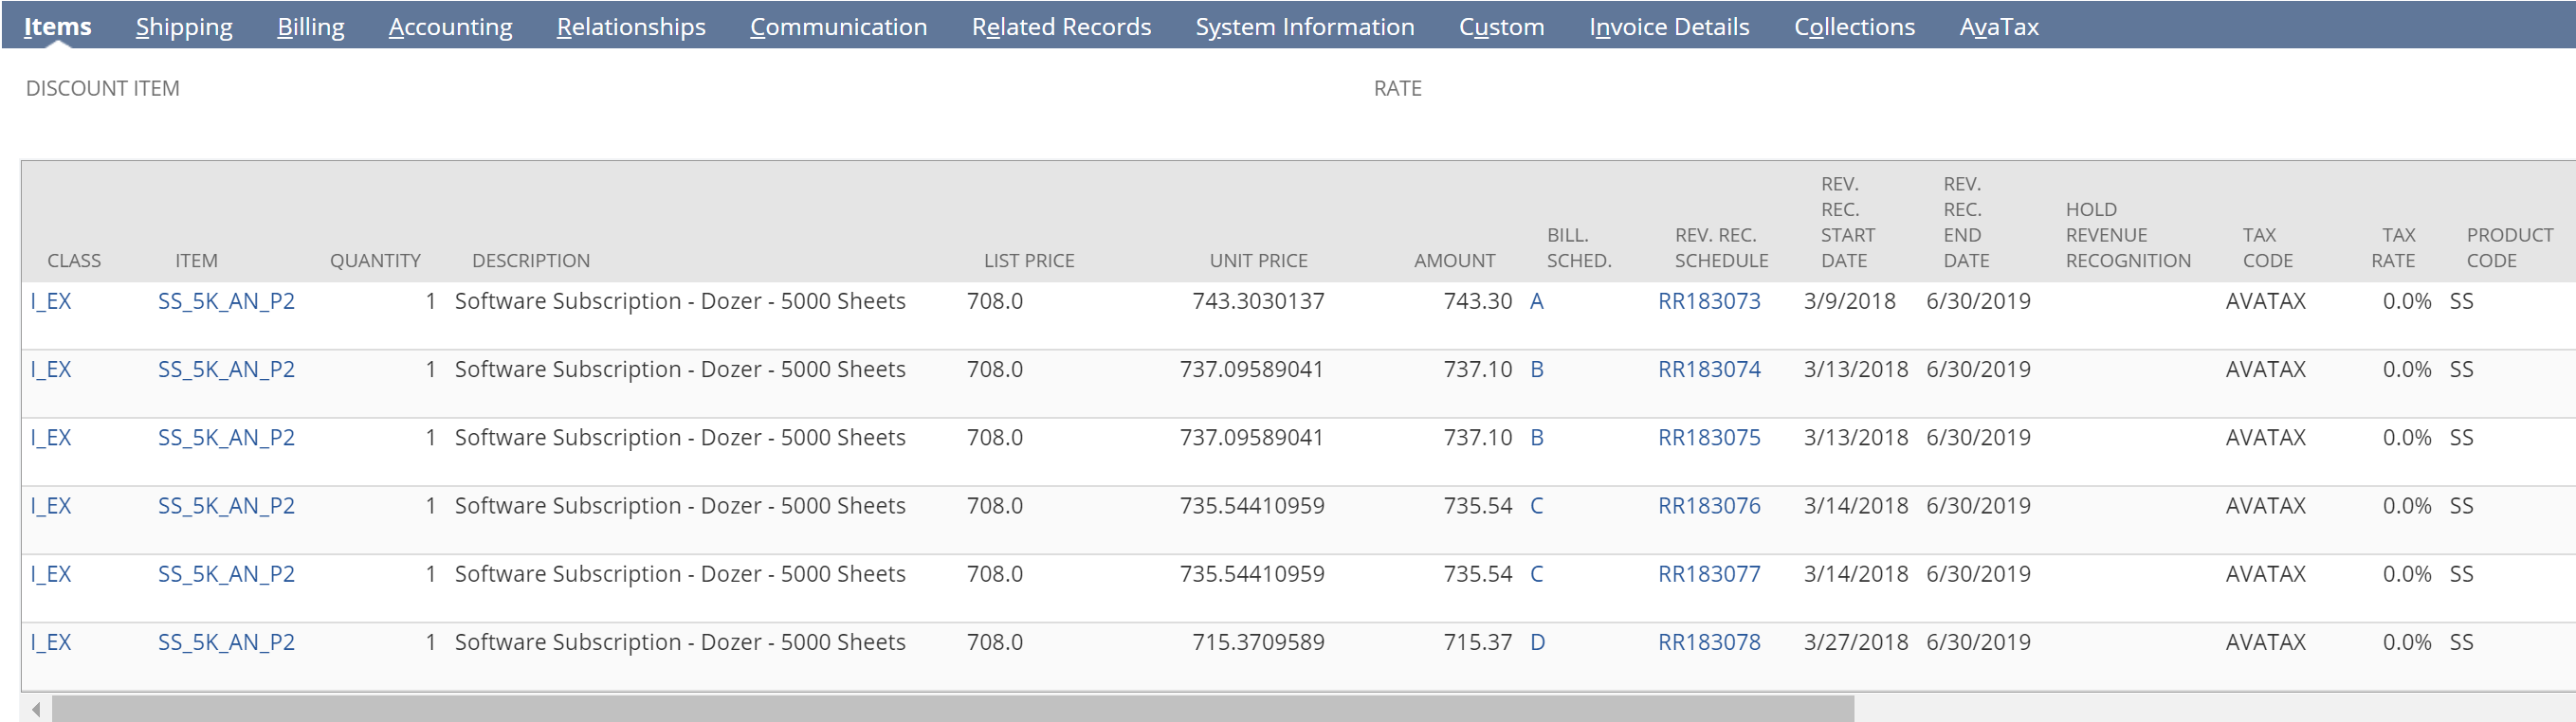 Items Shipping Billing Accounting Relationships Communication Related Records System Information Custom Invoice Details Collections AvaTax
DISCOUNT ITEM RATE
CLASS ITEM QUANTITY DESCRIPTION LIST PRICE UNIT PRICE AMOUNT BILL. SCHED. REV. REC. SCHEDULE REV. REC. START DATE REV. REC. END DATE HOLD REVENUE RECOGNITION TAX CODE TAX RATE PRODUCT CODE
I_EX SS_5K_AN_P2 1 Software Subscription - Dozer - 5000 Sheets 708.0 743.3030137 743.30 A RR183073 3/9/2018 6/30/2019 AVATAX 0.0% SS
I_EX SS_5K_AN_P2 1 Software Subscription - Dozer - 5000 Sheets 708.0 737.09589041 737.10 B RR183074 3/13/2018 6/30/2019 AVATAX 0.0% SS
I_EX SS_5K_AN_P2 1 Software Subscription - Dozer - 5000 Sheets 708.0 737.09589041 737.10 B RR183075 3/13/2018 6/30/2019 AVATAX 0.0% SS
I_EX SS_5K_AN_P2 1 Software Subscription - Dozer - 5000 Sheets 708.0 735.54410959 735.54 C RR183076 3/14/2018 6/30/2019 AVATAX 0.0% SS
I_EX SS_5K_AN_P2 1 Software Subscription - Dozer - 5000 Sheets 708.0 735.54410959 735.54 C RR183077 3/14/2018 6/30/2019 AVATAX 0.0% SS
I_EX SS_5K_AN_P2 1 Software Subscription - Dozer - 5000 Sheets 708.0 715.3709589 715.37 D RR183078 3/27/2018 6/30/2019 AVATAX 0.0% SS